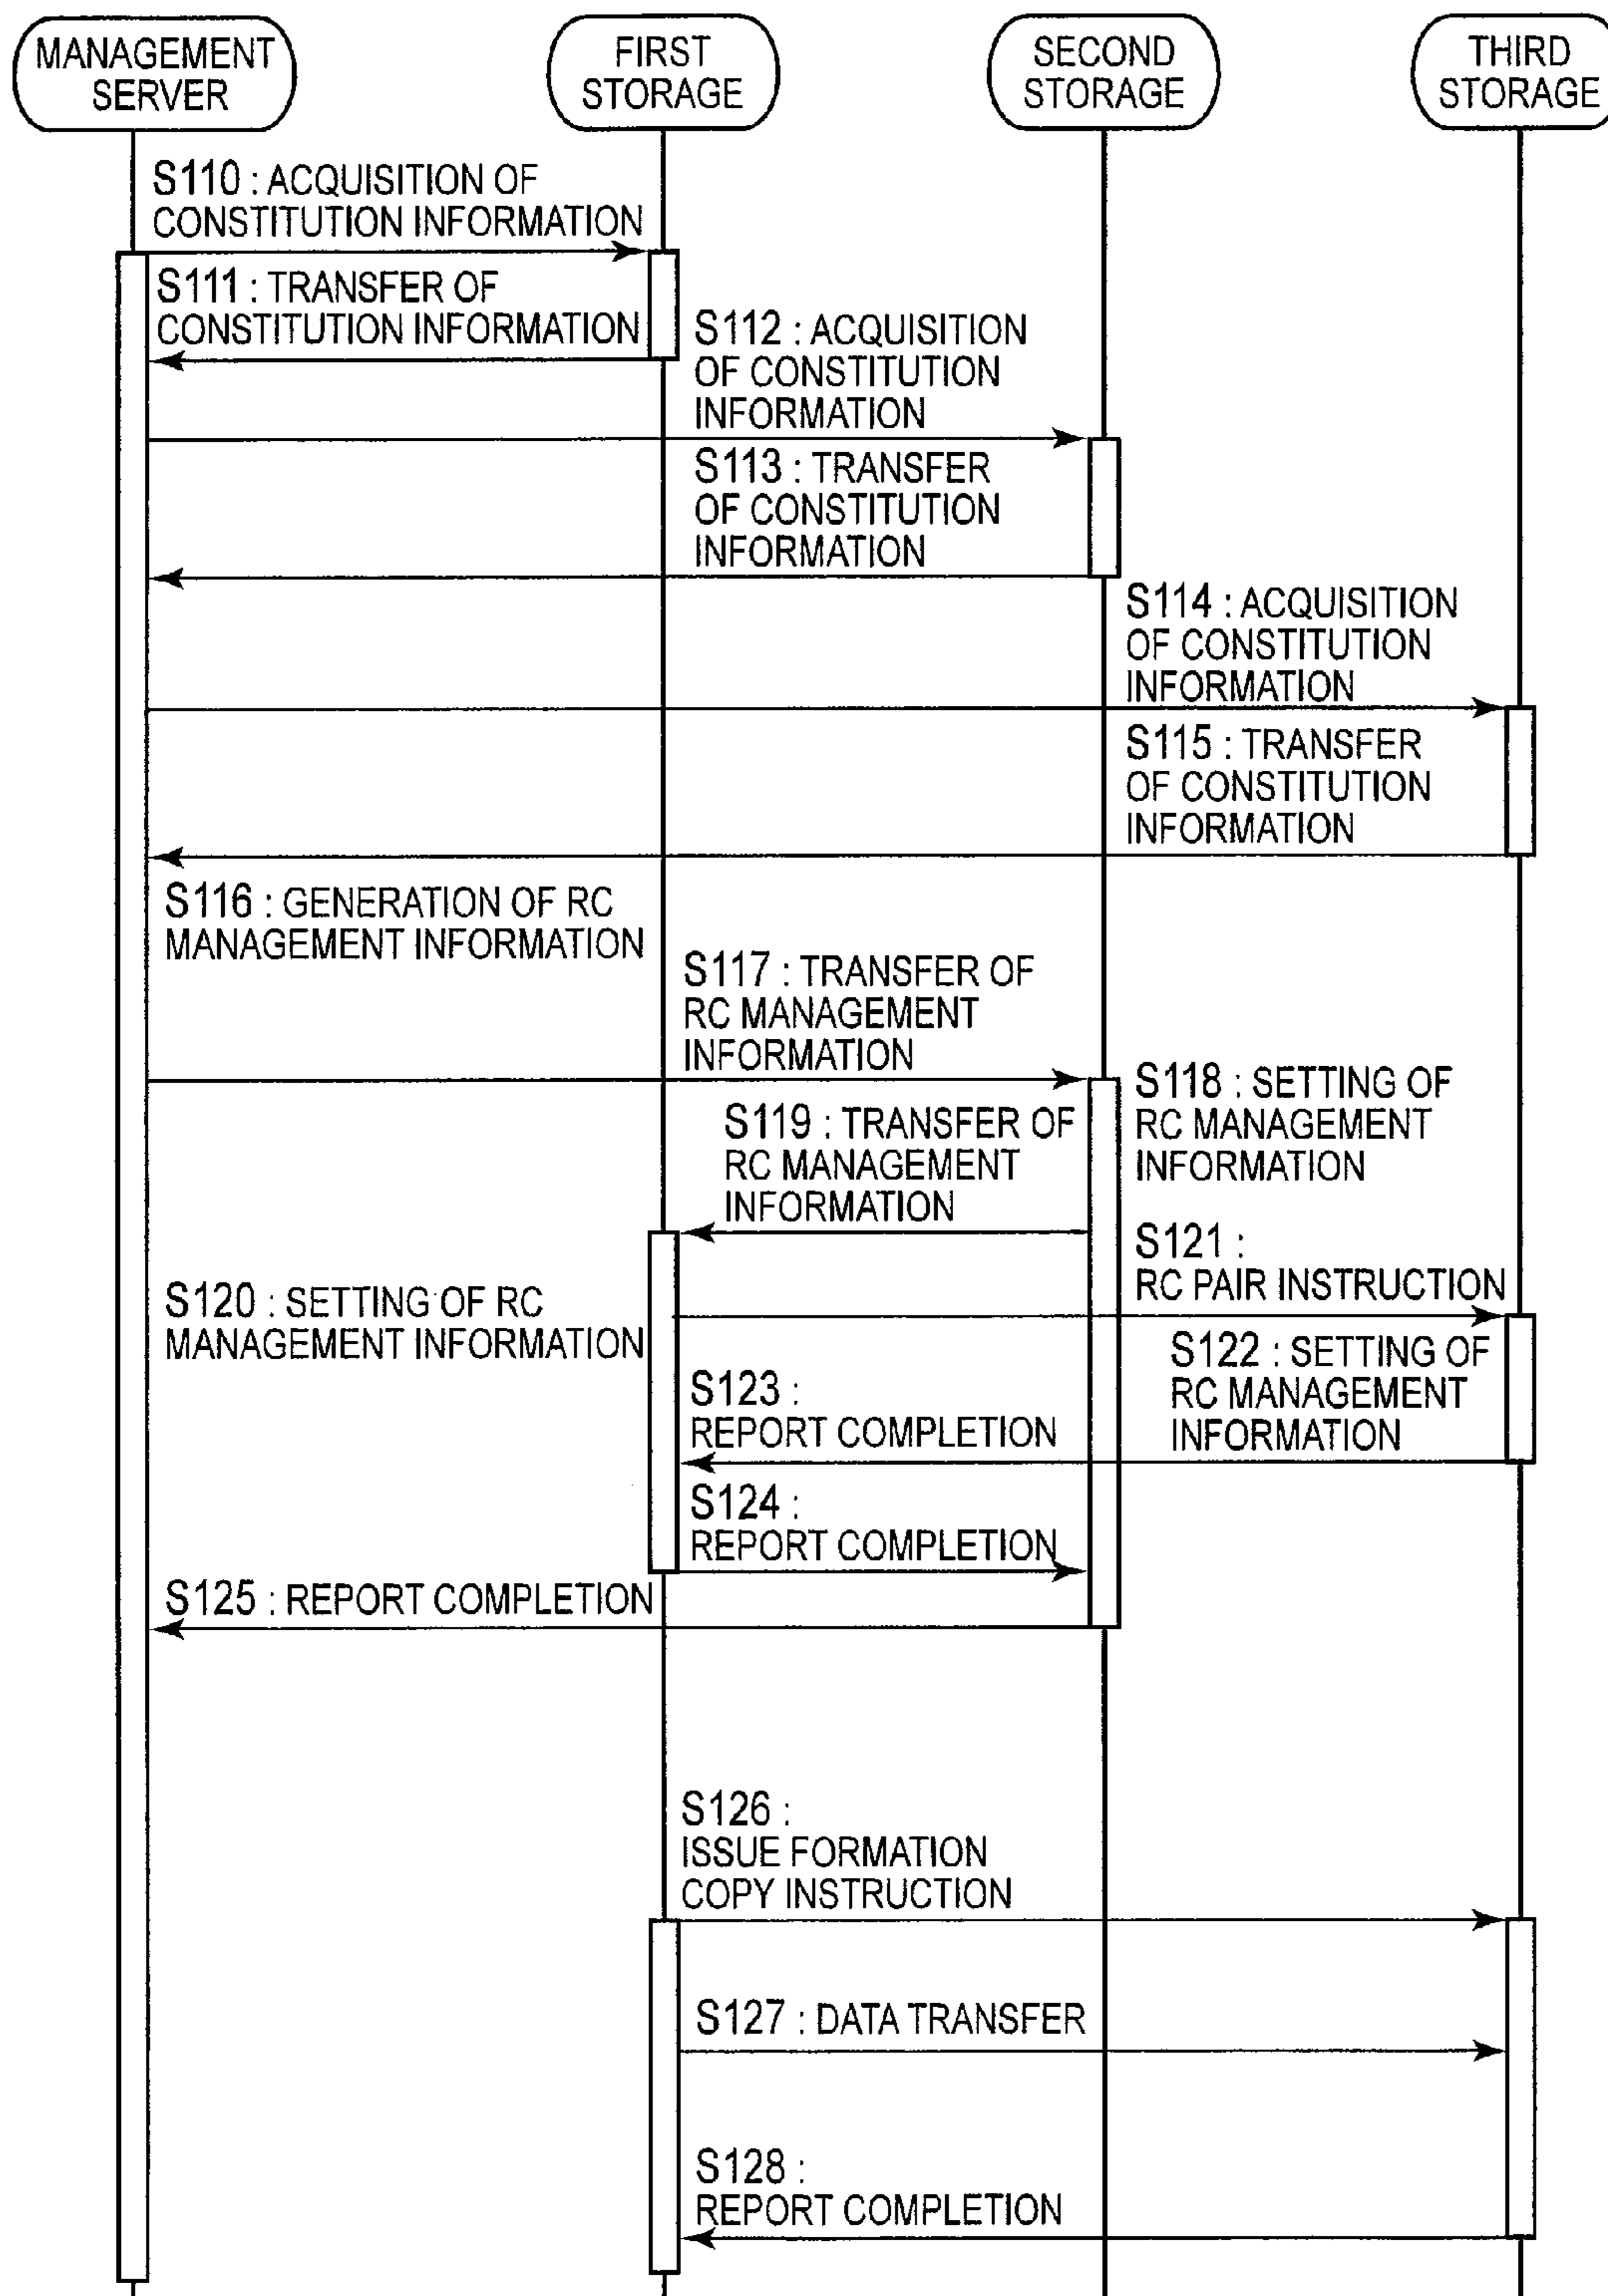 MANAGEMENT
SERVER
FIRST
STORAGE
SECOND
STORAGE
THIRD
STORAGE
S110 : ACQUISITION OF
CONSTITUTION INFORMATION
S111 : TRANSFER OF
CONSTITUTION INFORMATION
S112 : ACQUISITION
OF CONSTITUTION
INFORMATION
S113 : TRANSFER
OF CONSTITUTION
INFORMATION
S114 : ACQUISITION
OF CONSTITUTION
INFORMATION
S115 : TRANSFER
OF CONSTITUTION
INFORMATION
S116 : GENERATION OF RC
MANAGEMENT INFORMATION
S117 : TRANSFER OF
RC MANAGEMENT
INFORMATION
S118 : SETTING OF
RC MANAGEMENT
INFORMATION
S119 : TRANSFER OF
RC MANAGEMENT
INFORMATION
S120 : SETTING OF RC
MANAGEMENT INFORMATION
S121 :
RC PAIR INSTRUCTION
S122 : SETTING OF
RC MANAGEMENT
INFORMATION
S123 :
REPORT COMPLETION
S124 :
REPORT COMPLETION
S125 : REPORT COMPLETION
S126 :
ISSUE FORMATION
COPY INSTRUCTION
S127 : DATA TRANSFER
S128 :
REPORT COMPLETION